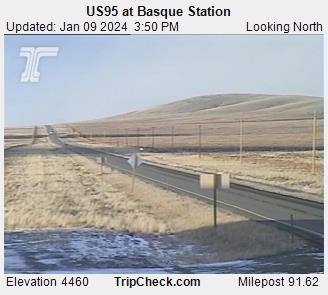 US95 at Basque Station
Updated: Jan 09 2024 3:50 PM Looking North
Elevation 4460 TripCheck.com Milepost 91.62